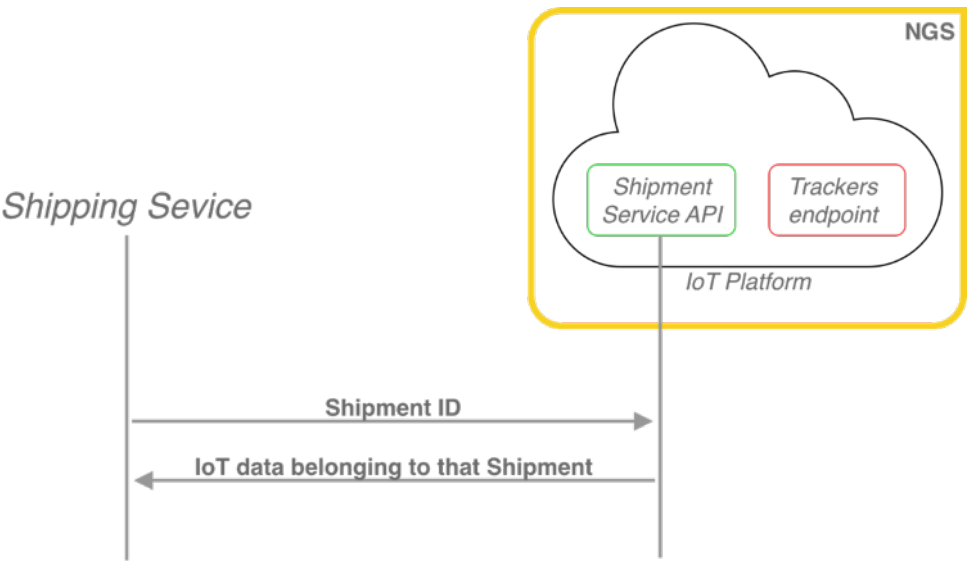 NGS
Shipment
Service API
Trackers
endpoint
Shipping Sevice
IoT Platform
Shipment ID
IoT data belonging to that Shipment